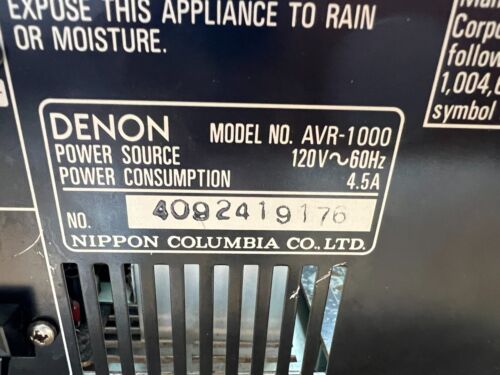 EXPOSE THIS APPLIANCE TO RAIN
OR MOISTURE.
Corpo
follow
1,004,6
symbol
DENON MODEL NO. AVR-1000
POWER SOURCE 120V~60Hz
POWER CONSUMPTION 4.5A
NO. 4092419176
NIPPON COLUMBIA CO., LTD.